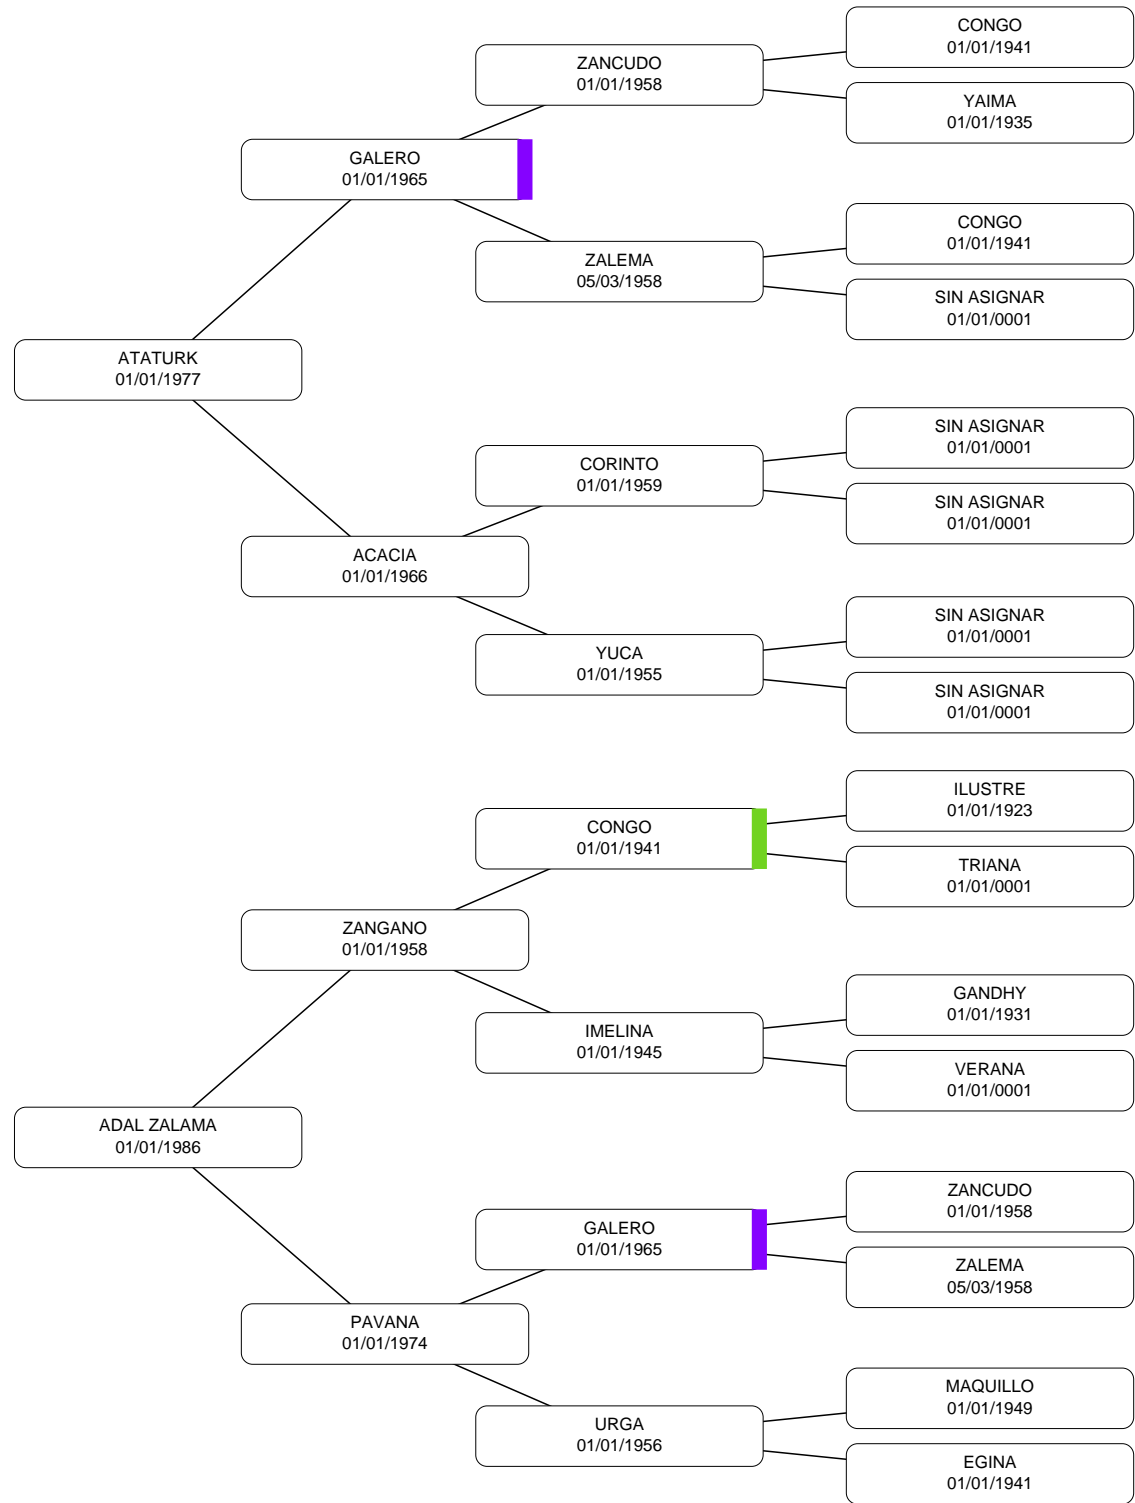 CONGO
01/01/1941
ZANCUDO
01/01/1958
YAIMA
01/01/1935
GALERO
01/01/1965
CONGO
01/01/1941
ZALEMA
05/03/1958
SIN ASIGNAR
01/01/0001
ATATURK
01/01/1977
SIN ASIGNAR
01/01/0001
CORINTO
01/01/1959
SIN ASIGNAR
01/01/0001
ACACIA
01/01/1966
SIN ASIGNAR
01/01/0001
YUCA
01/01/1955
SIN ASIGNAR
01/01/0001
ILUSTRE
01/01/1923
CONGO
01/01/1941
TRIANA
01/01/0001
ZANGANO
01/01/1958
GANDHY
01/01/1931
IMELINA
01/01/1945
VERANA
01/01/0001
ADAL ZALAMA
01/01/1986
ZANCUDO
01/01/1958
GALERO
01/01/1965
ZALEMA
05/03/1958
PAVANA
01/01/1974
MAQUILLO
01/01/1949
URGA
01/01/1956
EGINA
01/01/1941